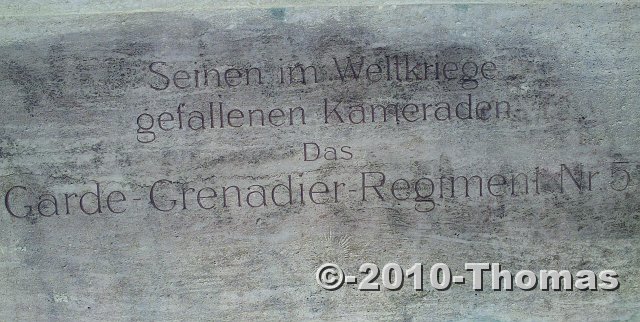 Seinen im Weltkriege
gefallenen Kameraden
Das
Garde-Grenadier-Regiment Nr 5
©-2010-Thomas